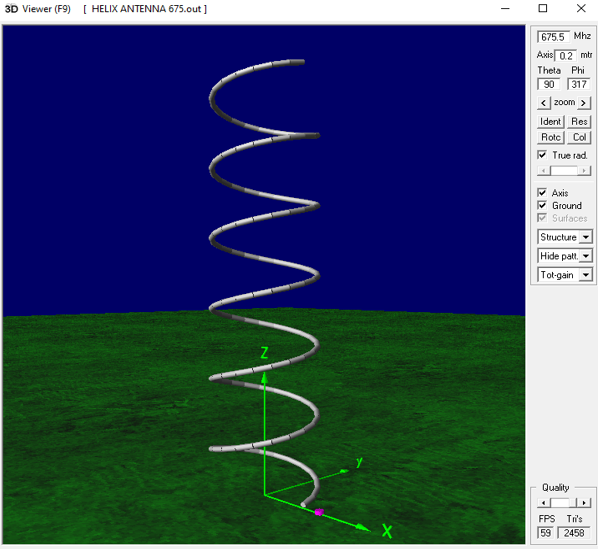 3D Viewer (F9) [ HELIX ANTENNA 675.out ]
675.5 Mhz
Axis 0.2 mtr
Theta Phi
90 317
< zoom >
Ident Res
Rotc Col
True rad.
Axis
Ground
Surfaces
Structure
Hide patt.
Tot-gain
Z
y
X
Quality
FPS Tri's
59 2458